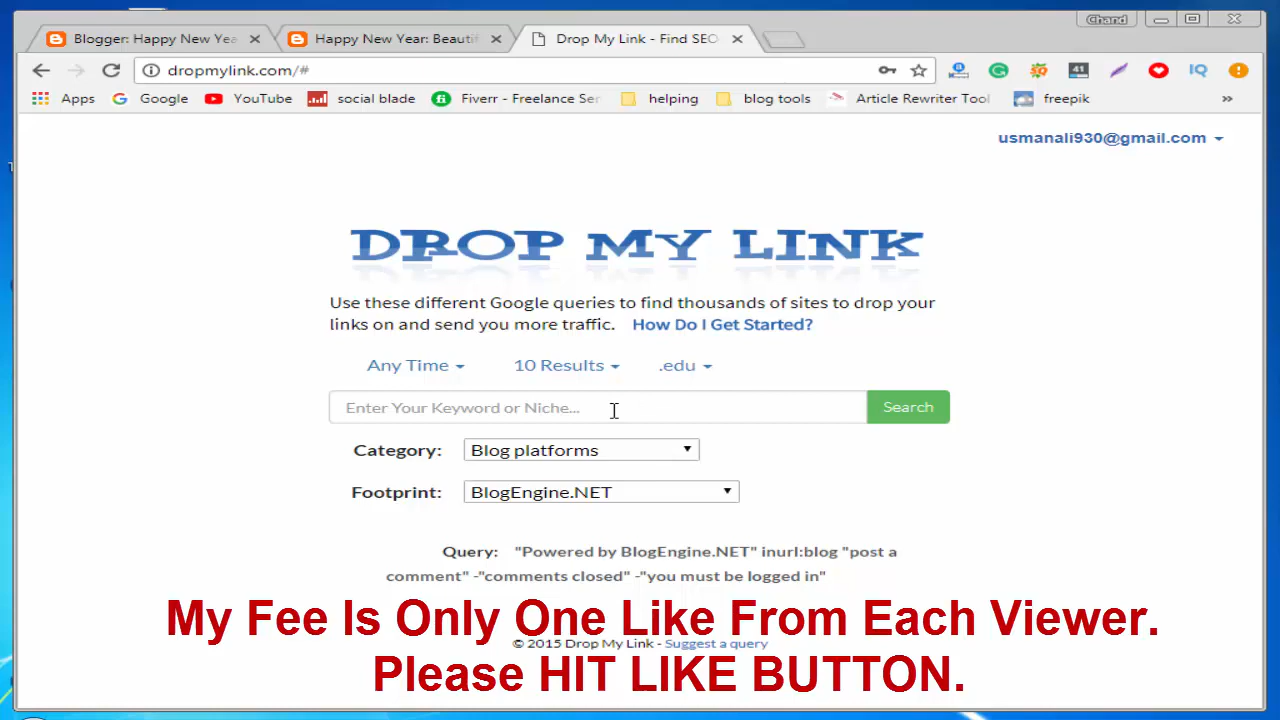 Chand
Blogger: Happy New Yea
Happy New Year: Beautif
Drop My Link - Find SEO
dropmylink.com/#
41
IQ
Apps
Google
YouTube
social blade
Fiverr - Freelance Ser
helping
blog tools
Article Rewriter Tool
freepik
»
usmanali930@gmail.com
DROP MY LINK
Use these different Google queries to find thousands of sites to drop your
links on and send you more traffic. How Do I Get Started?
Any Time
10 Results
.edu
Enter Your Keyword or Niche...
Search
Category: Blog platforms
Footprint: BlogEngine.NET
Query: "Powered by BlogEngine.NET" inurl:blog "post a
comment" -"comments closed" -"you must be logged in"
My Fee Is Only One Like From Each Viewer.
© 2015 Drop My Link - Suggest a query
Please HIT LIKE BUTTON.